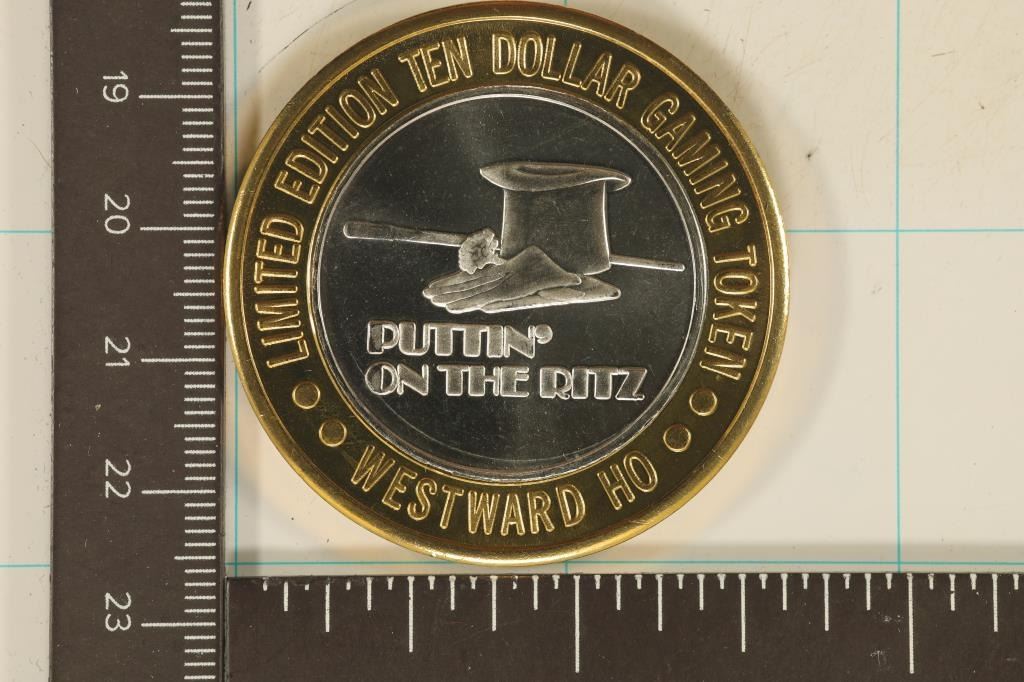 LIMITED EDITION TEN DOLLAR GAMING TOKEN
PUTTIN'
ON THE RITZ
WESTWARD HO
19
20
21
22
23